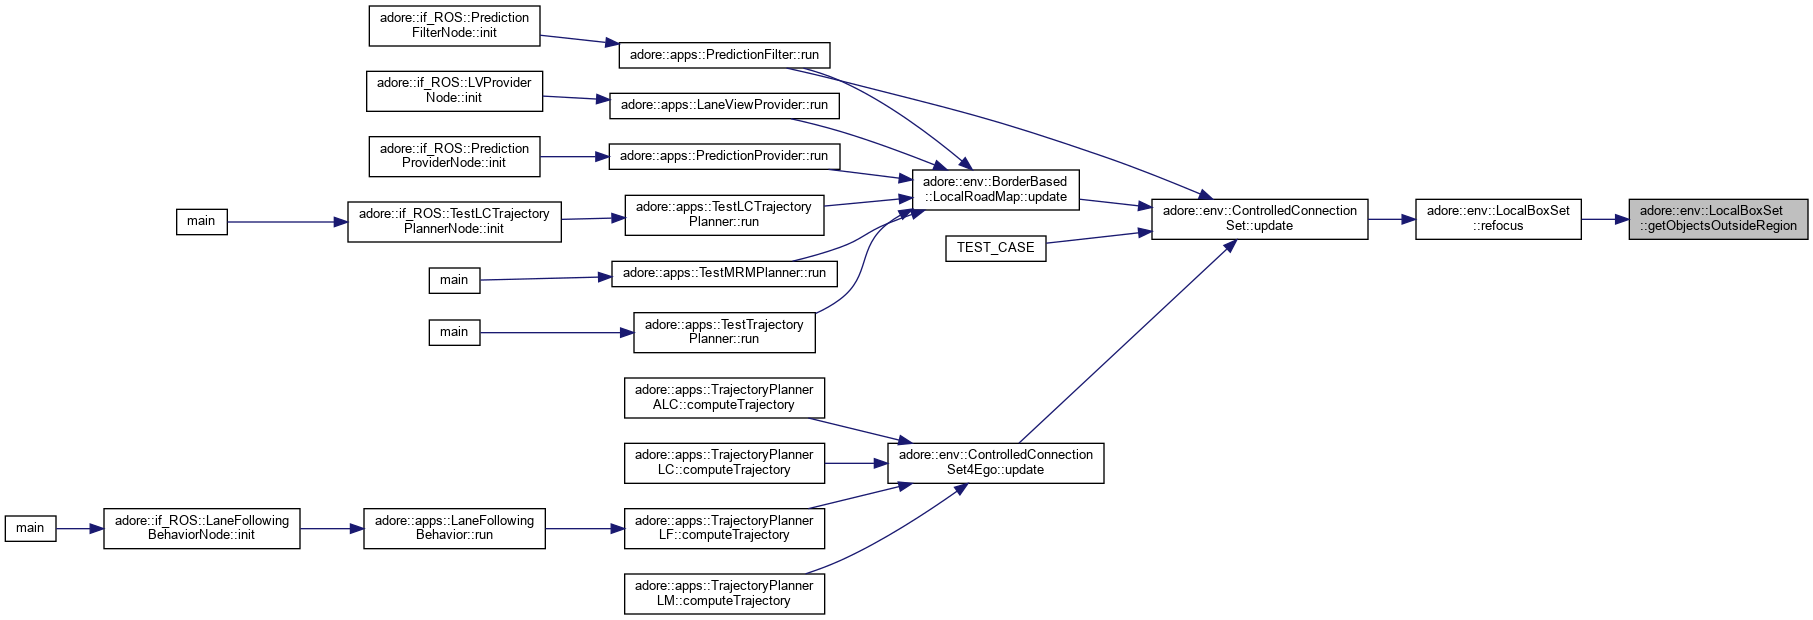 adore::if_ROS::Prediction
FilterNode::init
adore::apps::PredictionFilter::run
adore::if_ROS::LVProvider
Node::init
adore::apps::LaneViewProvider::run
adore::if_ROS::Prediction
ProviderNode::init
adore::apps::PredictionProvider::run
adore::env::BorderBased
::LocalRoadMap::update
main
adore::if_ROS::TestLCTrajectory
PlannerNode::init
adore::apps::TestLCTrajectory
Planner::run
adore::env::ControlledConnection
Set::update
adore::env::LocalBoxSet
::refocus
adore::env::LocalBoxSet
::getObjectsOutsideRegion
TEST_CASE
main
adore::apps::TestMRMPlanner::run
main
adore::apps::TestTrajectory
Planner::run
adore::apps::TrajectoryPlanner
ALC::computeTrajectory
adore::apps::TrajectoryPlanner
LC::computeTrajectory
adore::env::ControlledConnection
Set4Ego::update
main
adore::if_ROS::LaneFollowing
BehaviorNode::init
adore::apps::LaneFollowing
Behavior::run
adore::apps::TrajectoryPlanner
LF::computeTrajectory
adore::apps::TrajectoryPlanner
LM::computeTrajectory